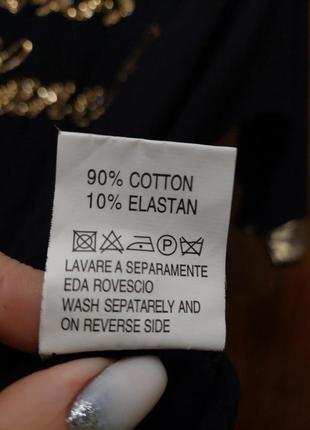 90% COTTON
10% ELASTAN
P
LAVARE A SEPARAMENTE
EDA ROVESCIO
WASH SEPATARELY AND
ON REVERSE SIDE